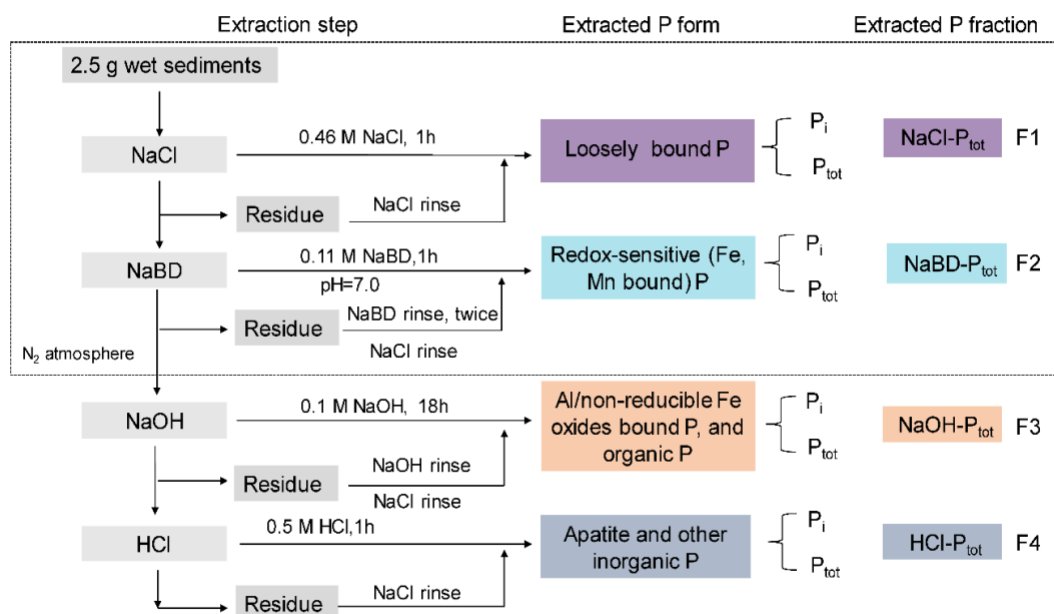 Extraction step
Extracted P form
Extracted P fraction
2.5 g wet sediments
NaCl
0.46 M NaCl, 1h
Loosely bound P
Pi
Ptot
NaCl-Ptot
F1
Residue
NaCl rinse
NaBD
0.11 M NaBD,1h
pH=7.0
Redox-sensitive (Fe,
Mn bound) P
Pi
Ptot
NaBD-Ptot
F2
Residue
NaBD rinse, twice
NaCl rinse
N2 atmosphere
NaOH
0.1 M NaOH, 18h
Al/non-reducible Fe
oxides bound P, and
organic P
Pi
Ptot
NaOH-Ptot
F3
Residue
NaOH rinse
NaCl rinse
HCl
0.5 M HCl,1h
Apatite and other
inorganic P
Pi
Ptot
HCl-Ptot
F4
Residue
NaCl rinse